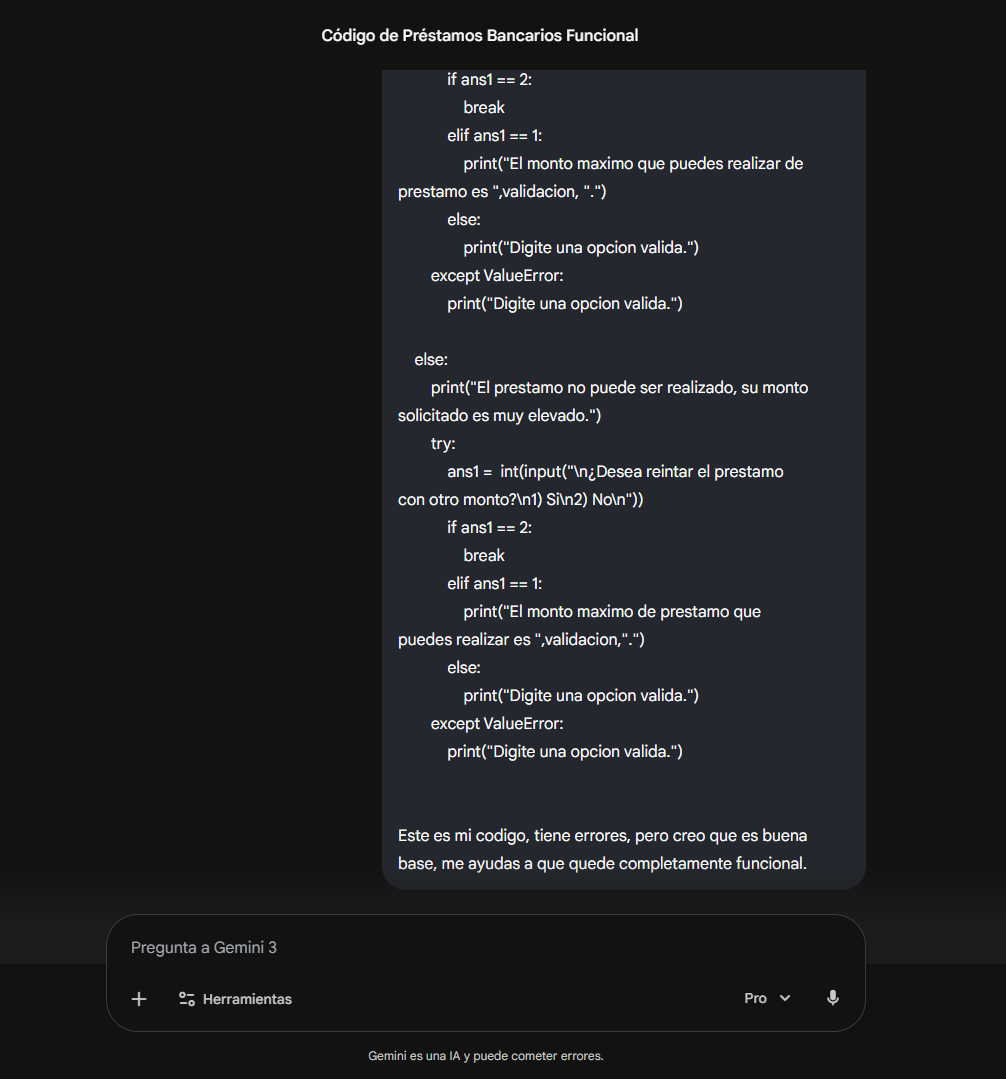 Código de Préstamos Bancarios Funcional
if ans1 == 2:
break
elif ans1 == 1:
print("El monto maximo que puedes realizar de
prestamo es ",validacion, ".")
else:
print("Digite una opcion valida.")
except ValueError:
print("Digite una opcion valida.")
else:
print("El prestamo no puede ser realizado, su monto
solicitado es muy elevado.")
try:
ans1 =  int(input("\n¿Desea reintar el prestamo
con otro monto?\n1) Si\n2) No\n"))
if ans1 == 2:
break
elif ans1 == 1:
print("El monto maximo de prestamo que
puedes realizar es ",validacion,".")
else:
print("Digite una opcion valida.")
except ValueError:
print("Digite una opcion valida.")
Este es mi codigo, tiene errores, pero creo que es buena
base, me ayudas a que quede completamente funcional.
Pregunta a Gemini 3
Herramientas
Pro
Gemini es una IA y puede cometer errores.